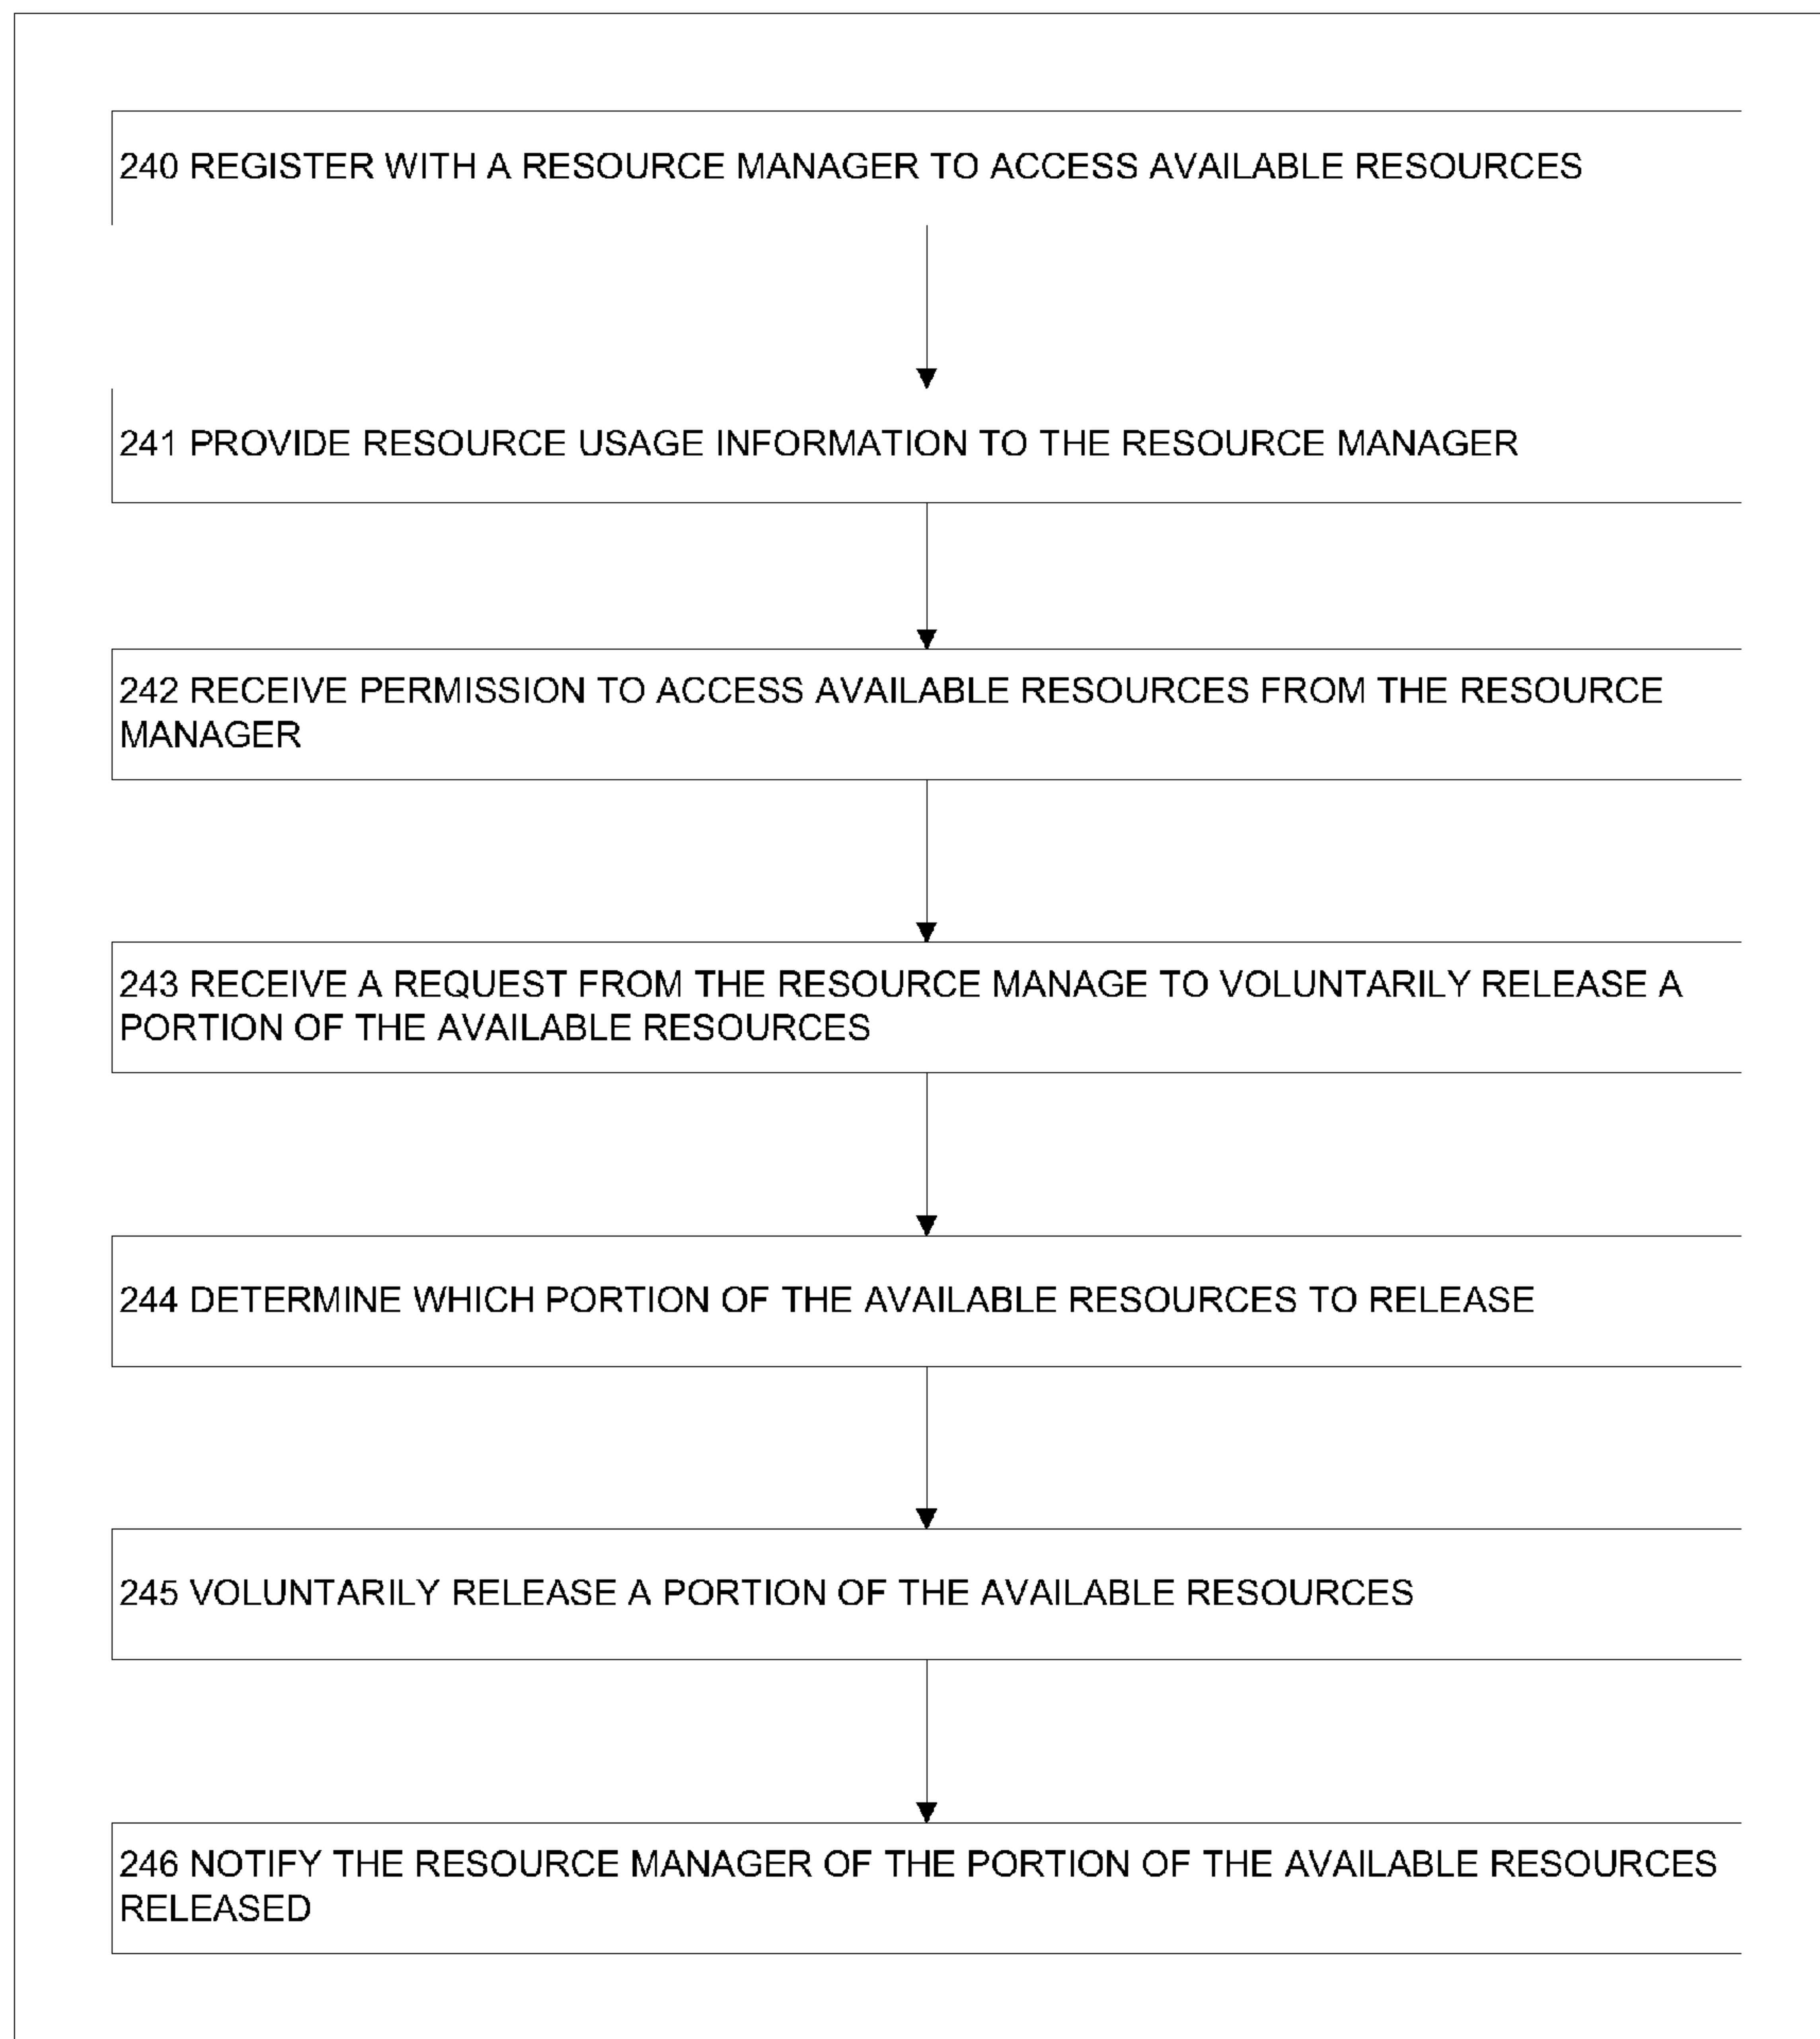 240 REGISTER WITH A RESOURCE MANAGER TO ACCESS AVAILABLE RESOURCES
241 PROVIDE RESOURCE USAGE INFORMATION TO THE RESOURCE MANAGER
242 RECEIVE PERMISSION TO ACCESS AVAILABLE RESOURCES FROM THE RESOURCE
MANAGER
243 RECEIVE A REQUEST FROM THE RESOURCE MANAGE TO VOLUNTARILY RELEASE A
PORTION OF THE AVAILABLE RESOURCES
244 DETERMINE WHICH PORTION OF THE AVAILABLE RESOURCES TO RELEASE
245 VOLUNTARILY RELEASE A PORTION OF THE AVAILABLE RESOURCES
246 NOTIFY THE RESOURCE MANAGER OF THE PORTION OF THE AVAILABLE RESOURCES
RELEASED